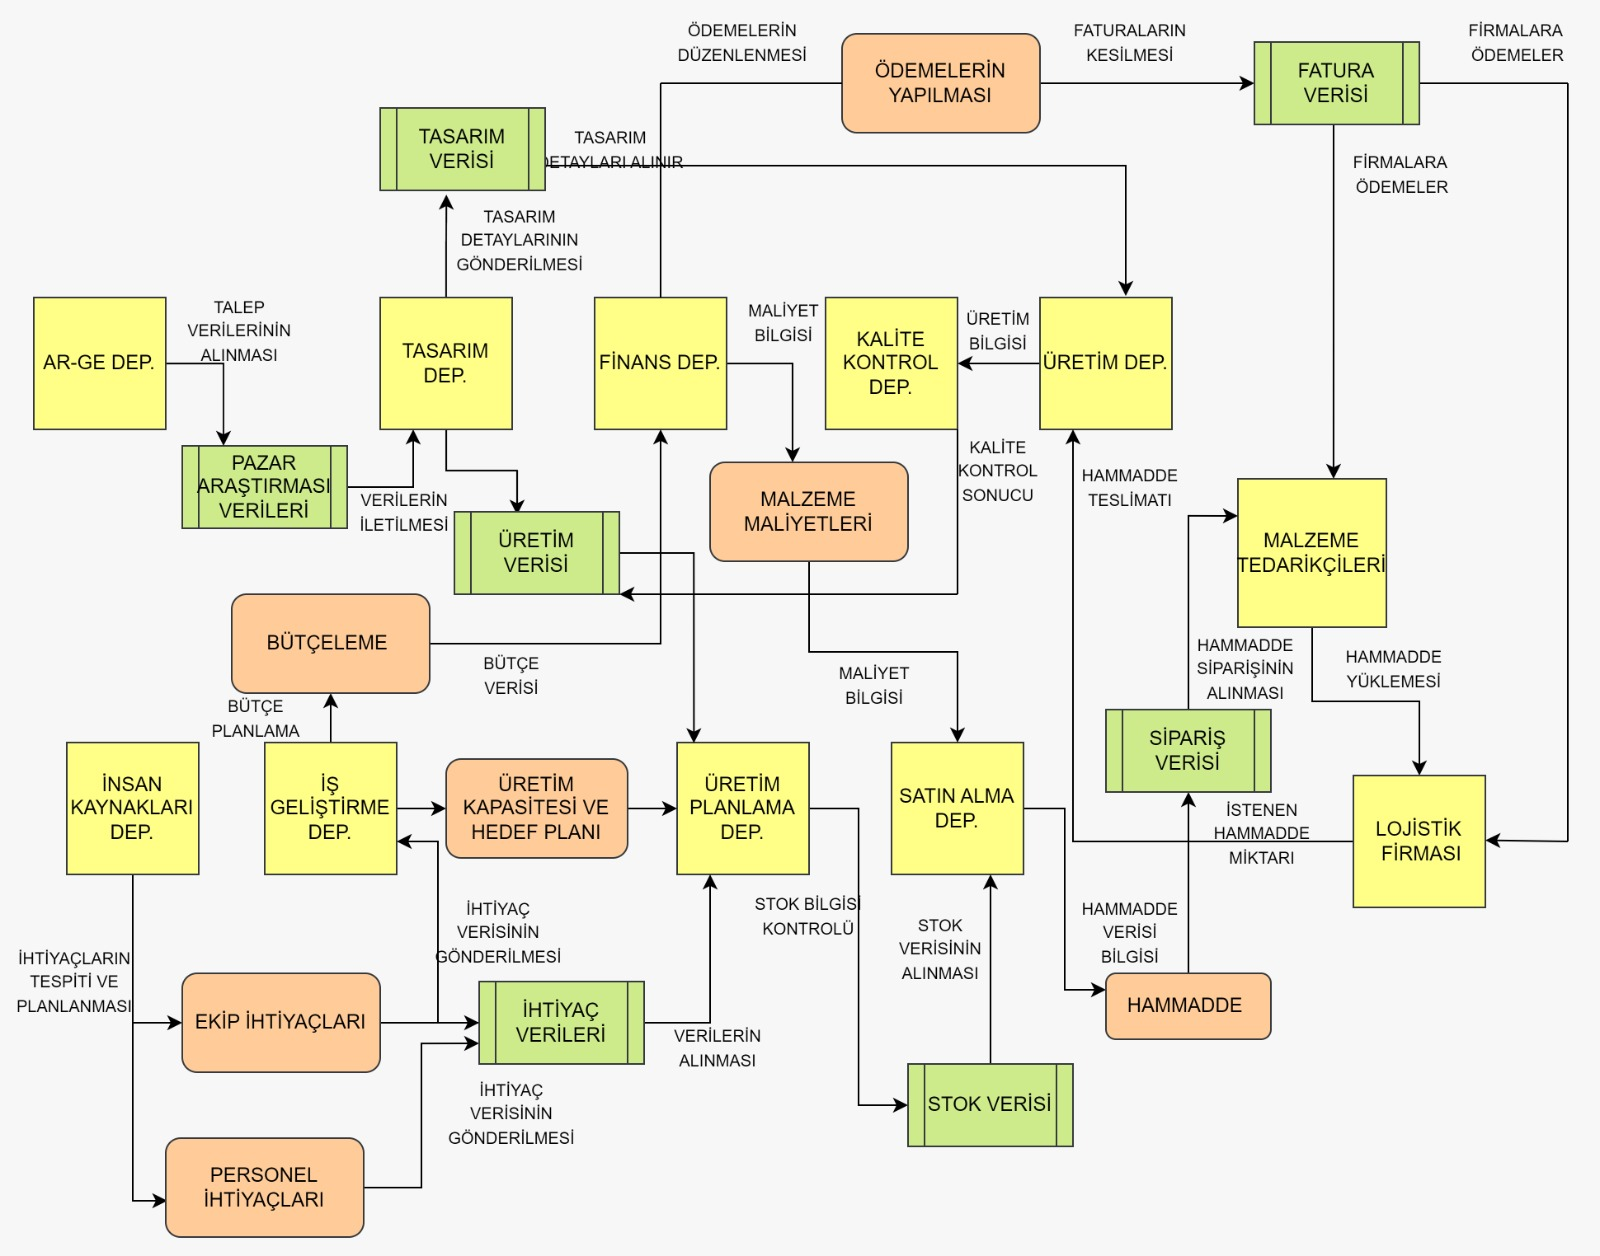 ÖDEMELERİN
DÜZENLENMESİ
ÖDEMELERİN
YAPILMASI
FATURALARIN
KESİLMESİ
FATURA
VERİSİ
FİRMALARA
ÖDEMELER
TASARIM
VERİSİ
TASARIM
DETAYLARI ALINIR
FİRMALARA
ÖDEMELER
TASARIM
DETAYLARININ
GÖNDERİLMESİ
AR-GE DEP.
TALEP
VERİLERİNİN
ALINMASI
TASARIM
DEP.
FİNANS DEP.
MALİYET
BİLGİSİ
KALİTE
KONTROL
DEP.
ÜRETİM
BİLGİSİ
ÜRETİM DEP.
PAZAR
ARAŞTIRMASI
VERİLERİ
VERİLERİN
İLETİLMESİ
ÜRETİM
VERİSİ
MALZEME
MALİYETLERİ
KALİTE
KONTROL
SONUCU
HAMMADDE
TESLİMATI
MALZEME
TEDARİKÇİLERİ
BÜTÇELEME
BÜTÇE
VERİSİ
MALİYET
BİLGİSİ
HAMMADDE
SİPARİŞİNİN
ALINMASI
HAMMADDE
YÜKLEMESİ
BÜTÇE
PLANLAMA
SİPARİŞ
VERİSİ
İNSAN
KAYNAKLARI
DEP.
İŞ
GELİŞTİRME
DEP.
ÜRETİM
KAPASİTESİ VE
HEDEF PLANI
ÜRETİM
PLANLAMA
DEP.
SATIN ALMA
DEP.
İSTENEN
HAMMADDE
MİKTARI
LOJİSTİK
FİRMASI
İHTİYAÇ
VERİSİNİN
GÖNDERİLMESİ
STOK BİLGİSİ
KONTROLÜ
STOK
VERİSİNİN
ALINMASI
HAMMADDE
VERİSİ
BİLGİSİ
İHTİYAÇLARIN
TESPİTİ VE
PLANLANMASI
EKİP İHTİYAÇLARI
İHTİYAÇ
VERİLERİ
VERİLERİN
ALINMASI
HAMMADDE
İHTİYAÇ
VERİSİNİN
GÖNDERİLMESİ
STOK VERİSİ
PERSONEL
İHTİYAÇLARI